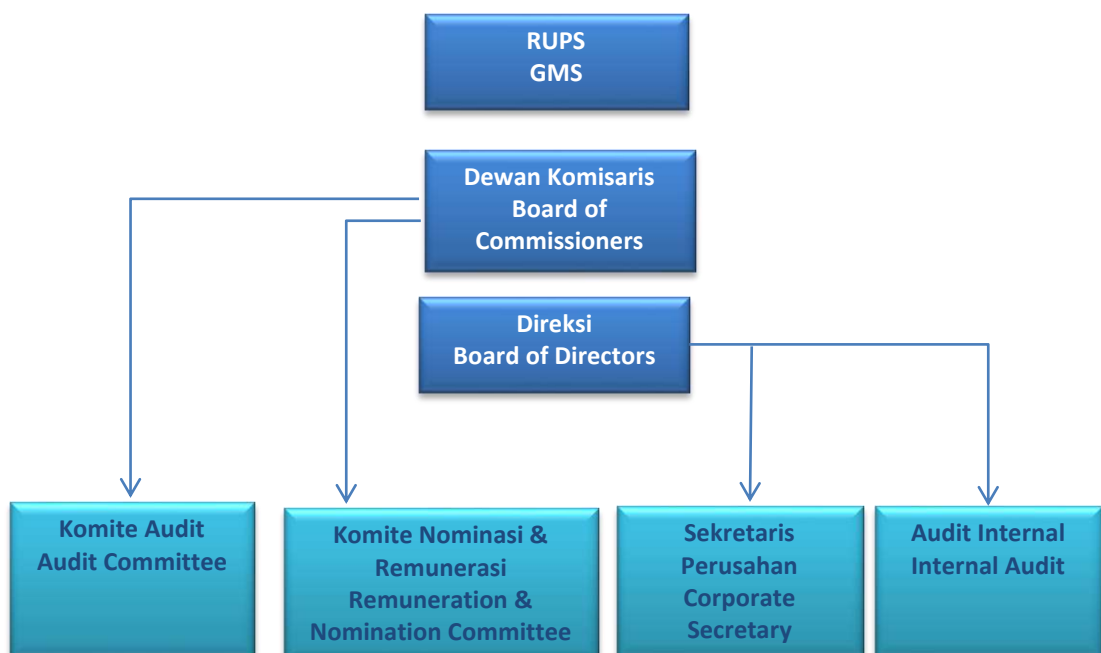 RUPS
GMS
Dewan Komisaris
Board of
Commissioners
Direksi
Board of Directors
Komite Audit
Audit Committee
Komite Nominasi &
Remunerasi
Remuneration &
Nomination Committee
Sekretaris
Perusahan
Corporate
Secretary
Audit Internal
Internal Audit